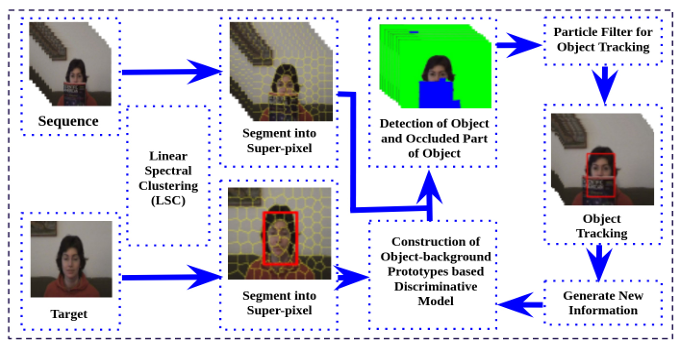 Sequence
Segment into
Super-pixel
Detection of Object
and Occluded Part
of Object
Particle Filter for
Object Tracking
Linear
Spectral
Clustering
(LSC)
Object
Tracking
Target
Segment into
Super-pixel
Construction of
Object-background
Prototypes based
Discriminative
Model
Generate New
Information